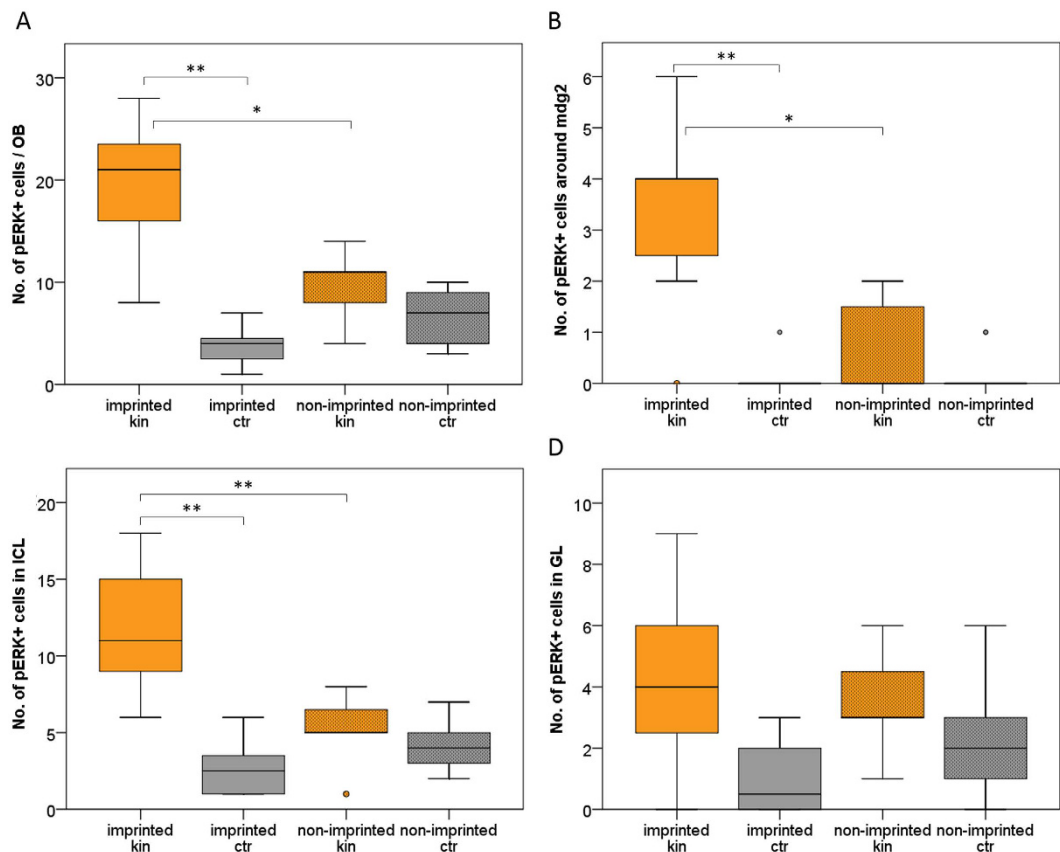 A
No. of pERK+ cells / OB
30
20
10
0
**
*
imprinted kin
imprinted ctr
non-imprinted kin
non-imprinted ctr
B
No. of pERK+ cells around mdg2
6
5
4
3
2
1
0
**
*
imprinted kin
imprinted ctr
non-imprinted kin
non-imprinted ctr
No. of pERK+ cells in ICL
20
15
10
5
0
**
**
imprinted kin
imprinted ctr
non-imprinted kin
non-imprinted ctr
D
No. of pERK+ cells in GL
10
8
6
4
2
0
imprinted kin
imprinted ctr
non-imprinted kin
non-imprinted ctr